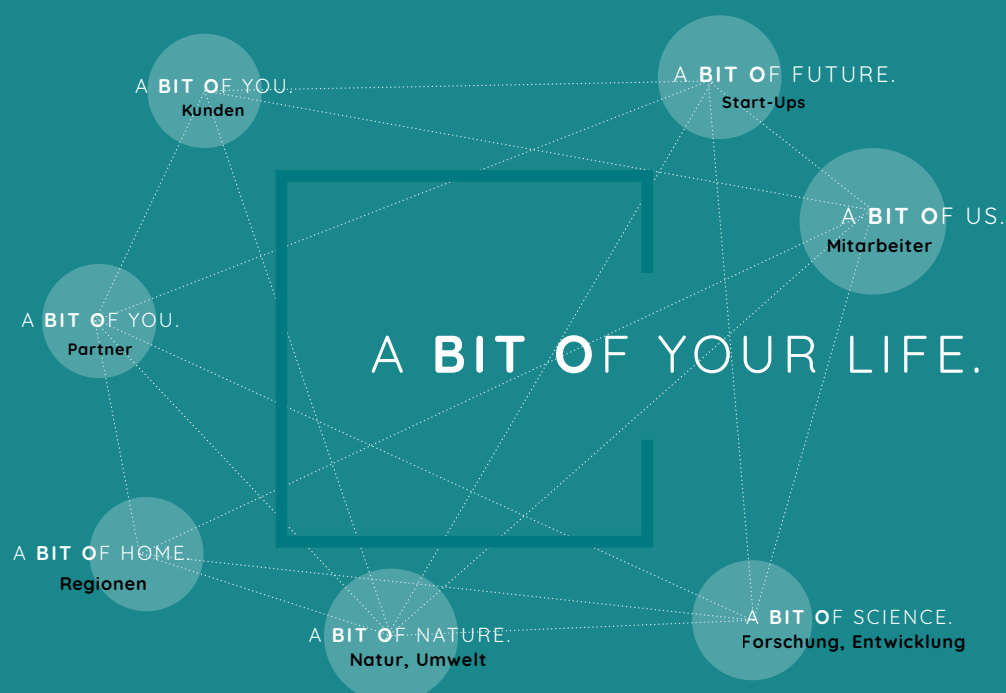 A BIT OF YOU.
Kunden
A BIT OF FUTURE.
Start-Ups
A BIT OF US.
Mitarbeiter
A BIT OF YOU.
Partner
A BIT OF YOUR LIFE.
A BIT OF HOME.
Regionen
A BIT OF NATURE.
Natur, Umwelt
A BIT OF SCIENCE.
Forschung, Entwicklung